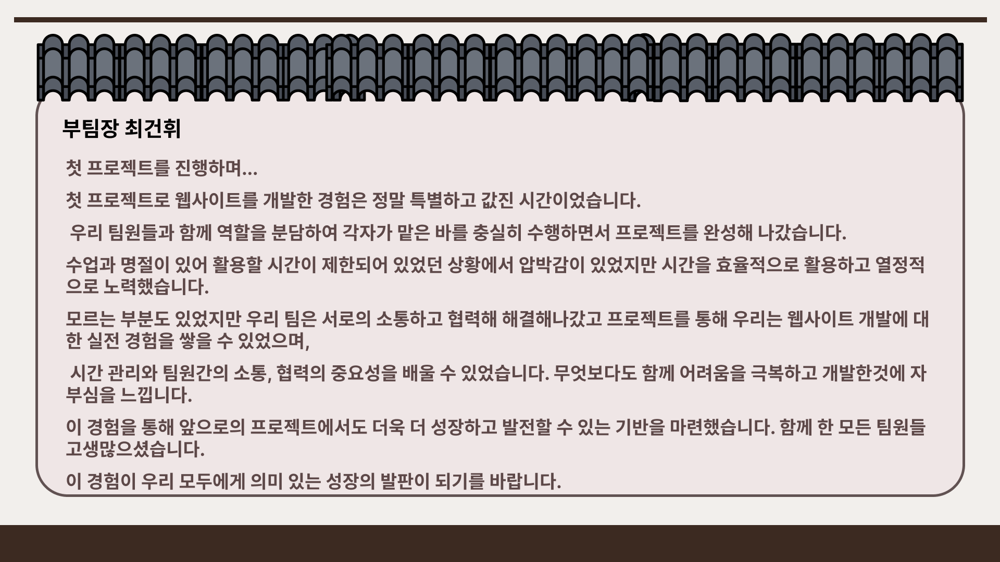 부팀장 최건휘
첫 프로젝트를 진행하며...
첫 프로젝트로 웹사이트를 개발한 경험은 정말 특별하고 값진 시간이었습니다.
우리 팀원들과 함께 역할을 분담하여 각자가 맡은 바를 충실히 수행하면서 프로젝트를 완성해 나갔습니다.
수업과 명절이 있어 활용할 시간이 제한되어 있었던 상황에서 압박감이 있었지만 시간을 효율적으로 활용하고 열정적
으로 노력했습니다.
모르는 부분도 있었지만 우리 팀은 서로의 소통하고 협력해 해결해나갔고 프로젝트를 통해 우리는 웹사이트 개발에 대
한 실전 경험을 쌓을 수 있었으며,
시간 관리와 팀원간의 소통, 협력의 중요성을 배울 수 있었습니다. 무엇보다도 함께 어려움을 극복하고 개발한것에 자
부심을 느낍니다.
이 경험을 통해 앞으로의 프로젝트에서도 더욱 더 성장하고 발전할 수 있는 기반을 마련했습니다. 함께 한 모든 팀원들
고생많으셨습니다.
이 경험이 우리 모두에게 의미 있는 성장의 발판이 되기를 바랍니다.